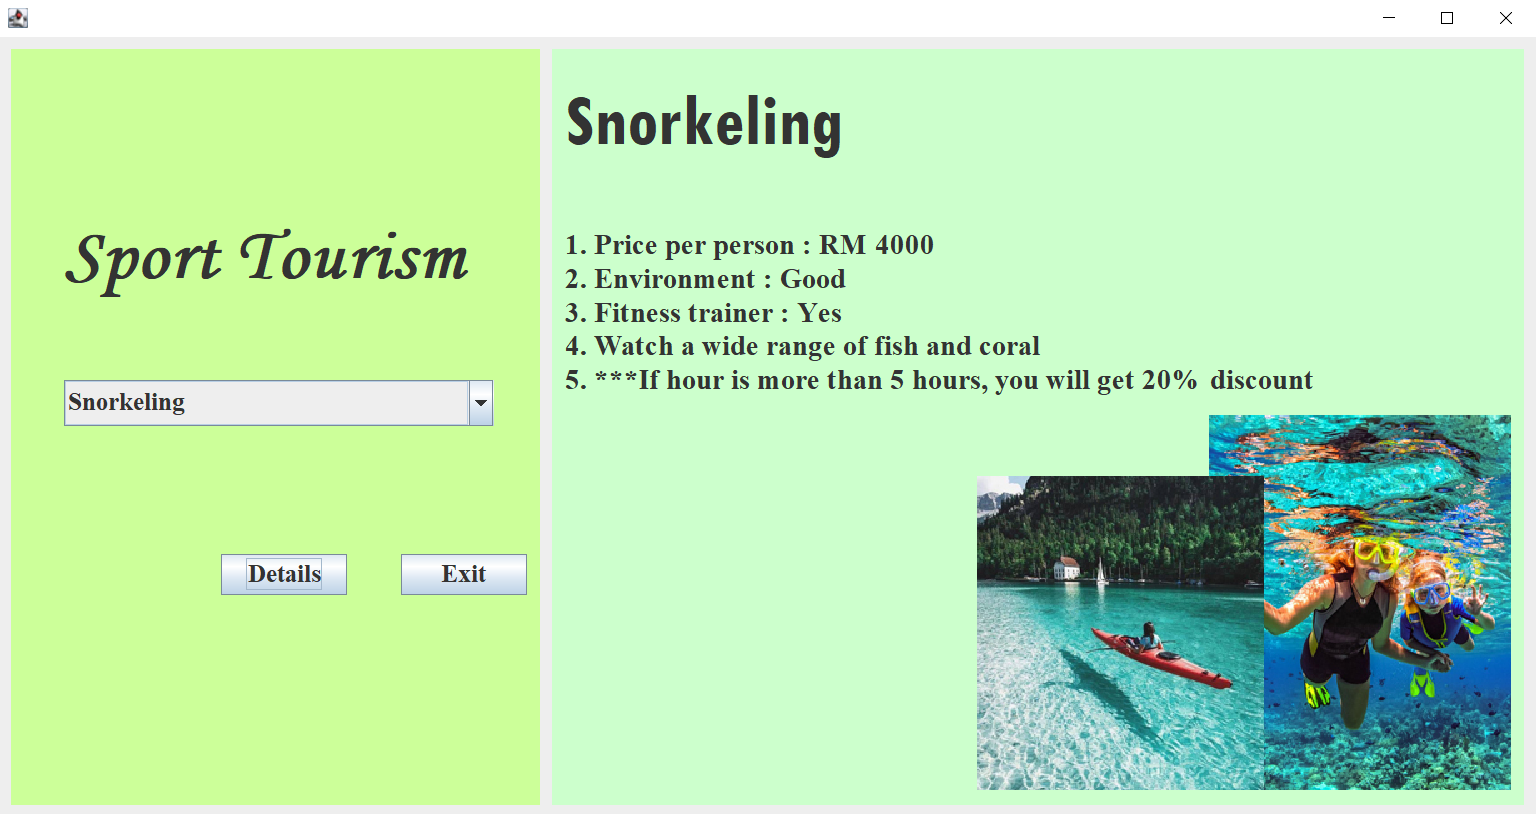 Sport Tourism
Snorkeling
Details
Exit
Snorkeling
1. Price per person : RM 4000
2. Environment : Good
3. Fitness trainer : Yes
4. Watch a wide range of fish and coral
5. ***If hour is more than 5 hours, you will get 20% discount